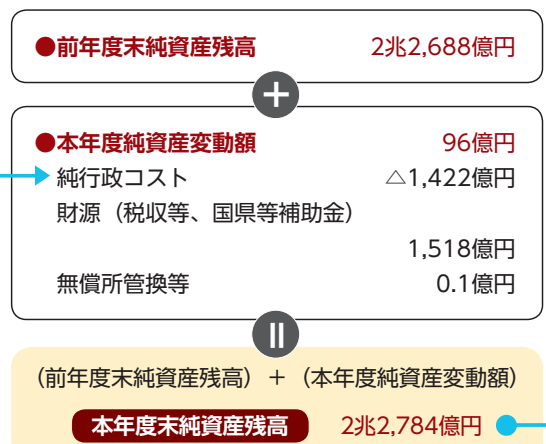 ●前年度末純資産残高 2兆2,688億円
＋
●本年度純資産変動額 96億円
純行政コスト △1,422億円
財源（税収等、国県等補助金）
1,518億円
無償所管換等 0.1億円
＝
（前年度末純資産残高）＋（本年度純資産変動額）
本年度末純資産残高 2兆2,784億円